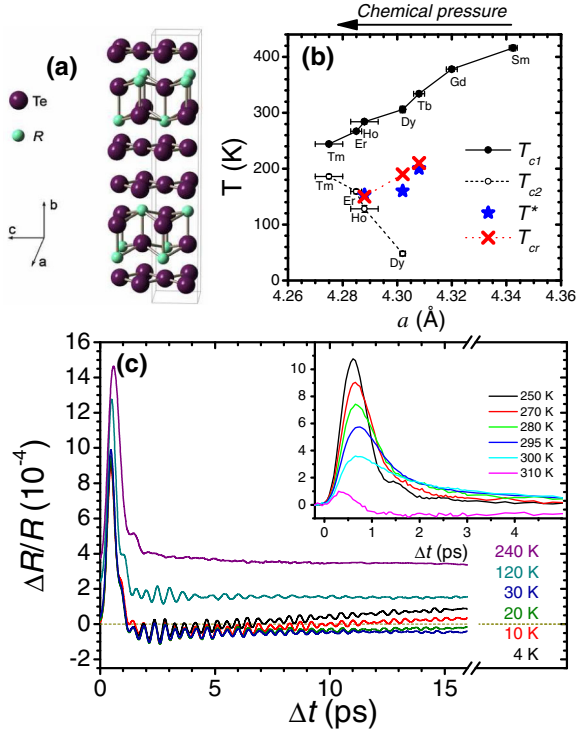 Chemical pressure
(a)
Te
R
b
c
a
(b)
T (K)
400
300
200
100
0
Sm
Gd
Tb
Dy
Ho
Er
Tm
Tm
Er
Ho
Dy
T_c1
T_c2
T*
T_cr
4.26 4.28 4.30 4.32 4.34 4.36
a (Å)
(c)
ΔR/R (10^-4)
16
14
12
10
8
6
4
2
0
-2
0 5 10 15
Δt (ps)
240 K
120 K
30 K
20 K
10 K
4 K
10
8
6
4
2
0
0 1 2 3 4
Δt (ps)
250 K
270 K
280 K
295 K
300 K
310 K